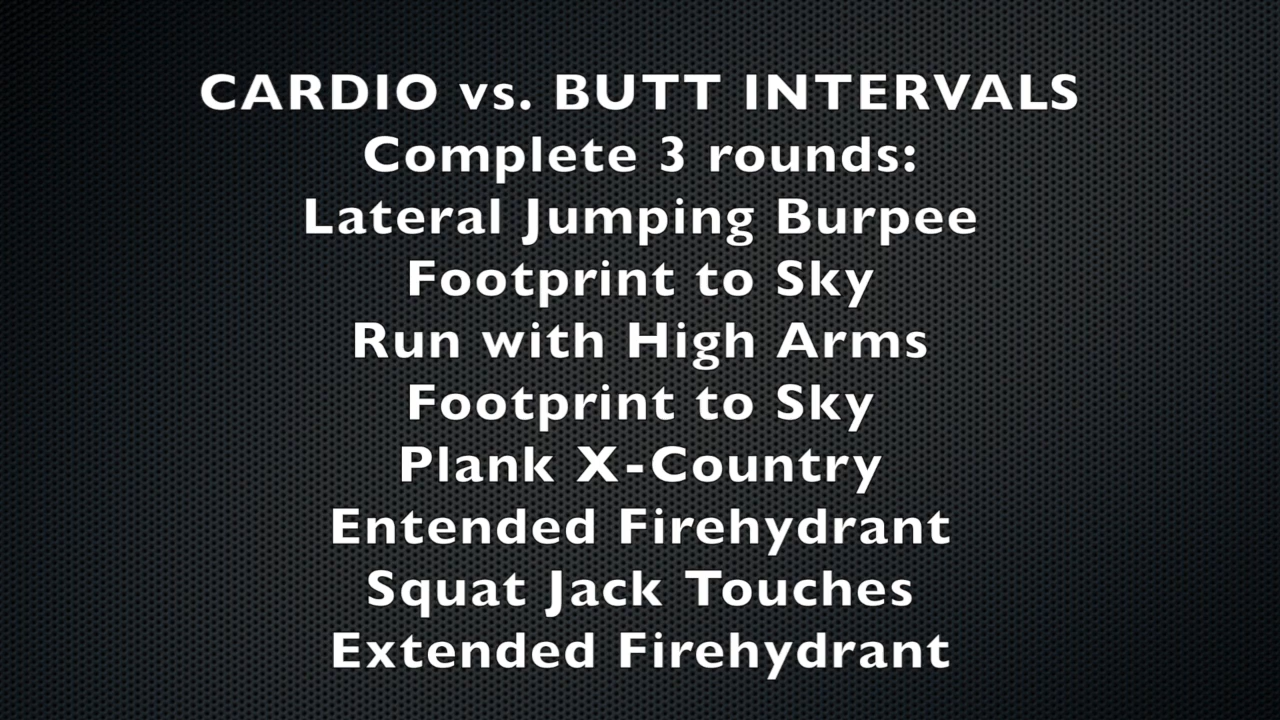 CARDIO vs. BUTT INTERVALS
Complete 3 rounds:
Lateral Jumping Burpee
Footprint to Sky
Run with High Arms
Footprint to Sky
Plank X-Country
Entended Firehydrant
Squat Jack Touches
Extended Firehydrant